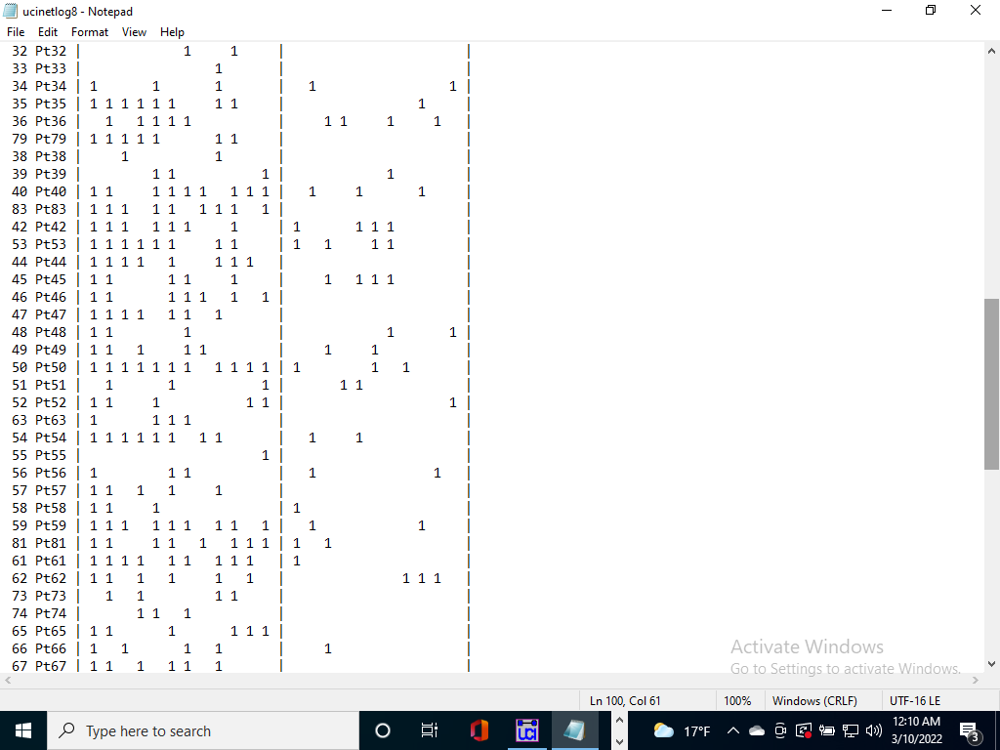 ucinetlog8 - Notepad
File Edit Format View Help
32 Pt32 |             1     1     |                       |
33 Pt33 |                 1       |                       |
34 Pt34 | 1       1       1       |   1                 1 |
35 Pt35 | 1 1 1 1 1 1     1 1     |                 1     |
36 Pt36 |   1   1 1 1 1           |     1 1     1     1   |
79 Pt79 | 1 1 1 1 1       1 1     |                       |
38 Pt38 |     1           1       |                       |
39 Pt39 |         1 1           1 |             1         |
40 Pt40 | 1 1     1 1 1 1   1 1 1 |   1     1       1     |
83 Pt83 | 1 1 1   1 1   1 1 1   1 |                       |
42 Pt42 | 1 1 1   1 1 1     1     | 1       1 1 1         |
53 Pt53 | 1 1 1 1 1 1     1 1     | 1   1     1 1         |
44 Pt44 | 1 1 1 1   1     1 1 1   |                       |
45 Pt45 | 1 1       1 1     1     |     1   1 1 1         |
46 Pt46 | 1 1       1 1 1   1   1 |                       |
47 Pt47 | 1 1 1 1   1 1   1       |                       |
48 Pt48 | 1 1         1           |             1       1 |
49 Pt49 | 1 1   1     1 1         |     1     1           |
50 Pt50 | 1 1 1 1 1 1 1   1 1 1 1 | 1         1   1       |
51 Pt51 |   1       1           1 |       1 1             |
52 Pt52 | 1 1     1           1 1 |                     1 |
63 Pt63 | 1       1 1 1           |                       |
54 Pt54 | 1 1 1 1 1 1   1 1       |   1     1             |
55 Pt55 |                       1 |                       |
56 Pt56 | 1         1 1           |   1               1   |
57 Pt57 | 1 1   1   1     1       |                       |
58 Pt58 | 1 1     1               | 1                     |
59 Pt59 | 1 1 1   1 1 1   1 1   1 |   1             1     |
81 Pt81 | 1 1     1 1   1   1 1 1 | 1   1                 |
61 Pt61 | 1 1 1 1   1 1   1 1 1   | 1                     |
62 Pt62 | 1 1   1   1     1   1   |               1 1 1   |
73 Pt73 |   1   1         1 1     |                       |
74 Pt74 |       1 1   1           |                       |
65 Pt65 | 1 1       1       1 1 1 |                       |
66 Pt66 | 1   1       1   1       |     1                 |
67 Pt67 | 1 1   1   1 1   1       |                       |
Activate Windows
Go to Settings to activate Windows.
Ln 100, Col 61 100% Windows (CRLF) UTF-16 LE
Type here to search
UCI
17°F
12:10 AM
3/10/2022
3